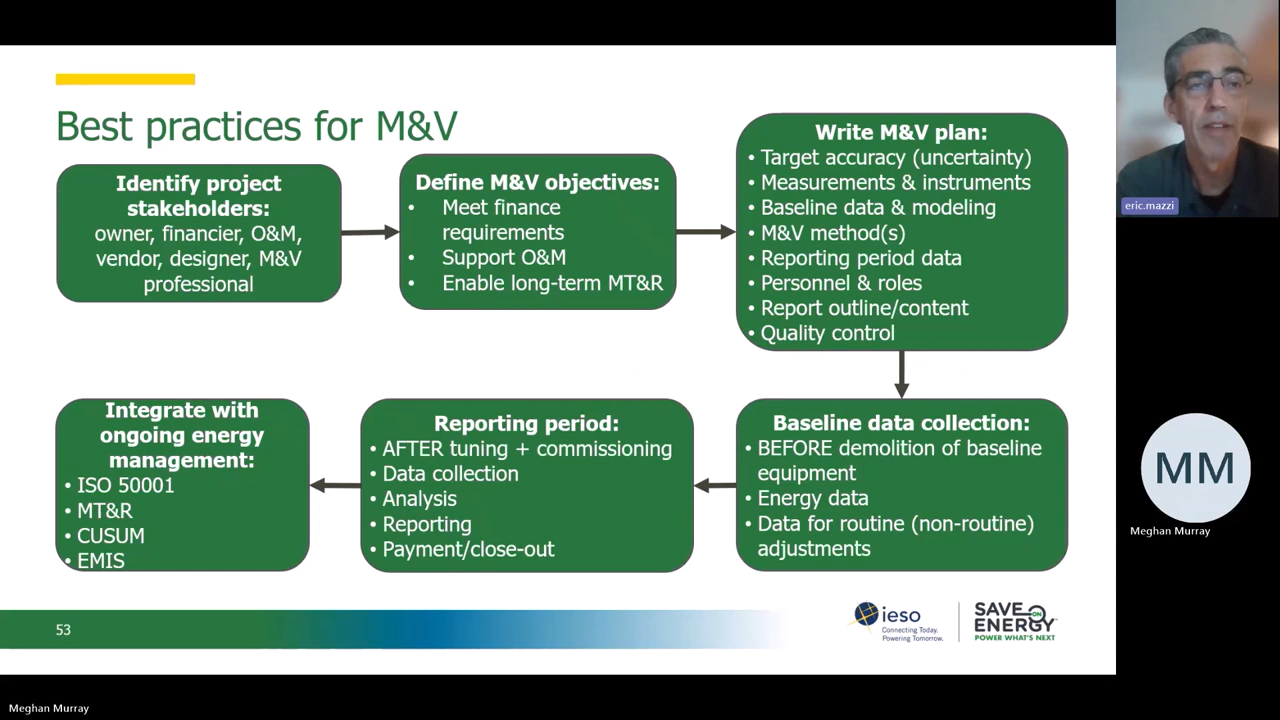 Best practices for M&V
Identify project
stakeholders:
owner, financier, O&M,
vendor, designer, M&V
professional
Define M&V objectives:
• Meet finance
requirements
• Support O&M
• Enable long-term MT&R
Write M&V plan:
• Target accuracy (uncertainty)
• Measurements & instruments
• Baseline data & modeling
• M&V method(s)
• Reporting period data
• Personnel & roles
• Report outline/content
• Quality control
Baseline data collection:
• BEFORE demolition of baseline
equipment
• Energy data
• Data for routine (non-routine)
adjustments
Reporting period:
• AFTER tuning + commissioning
• Data collection
• Analysis
• Reporting
• Payment/close-out
Integrate with
ongoing energy
management:
• ISO 50001
• MT&R
• CUSUM
• EMIS
53
ieso
Connecting Today.
Powering Tomorrow.
SAVE ON
ENERGY
POWER WHAT'S NEXT
eric.mazzi
MM
Meghan Murray
Meghan Murray